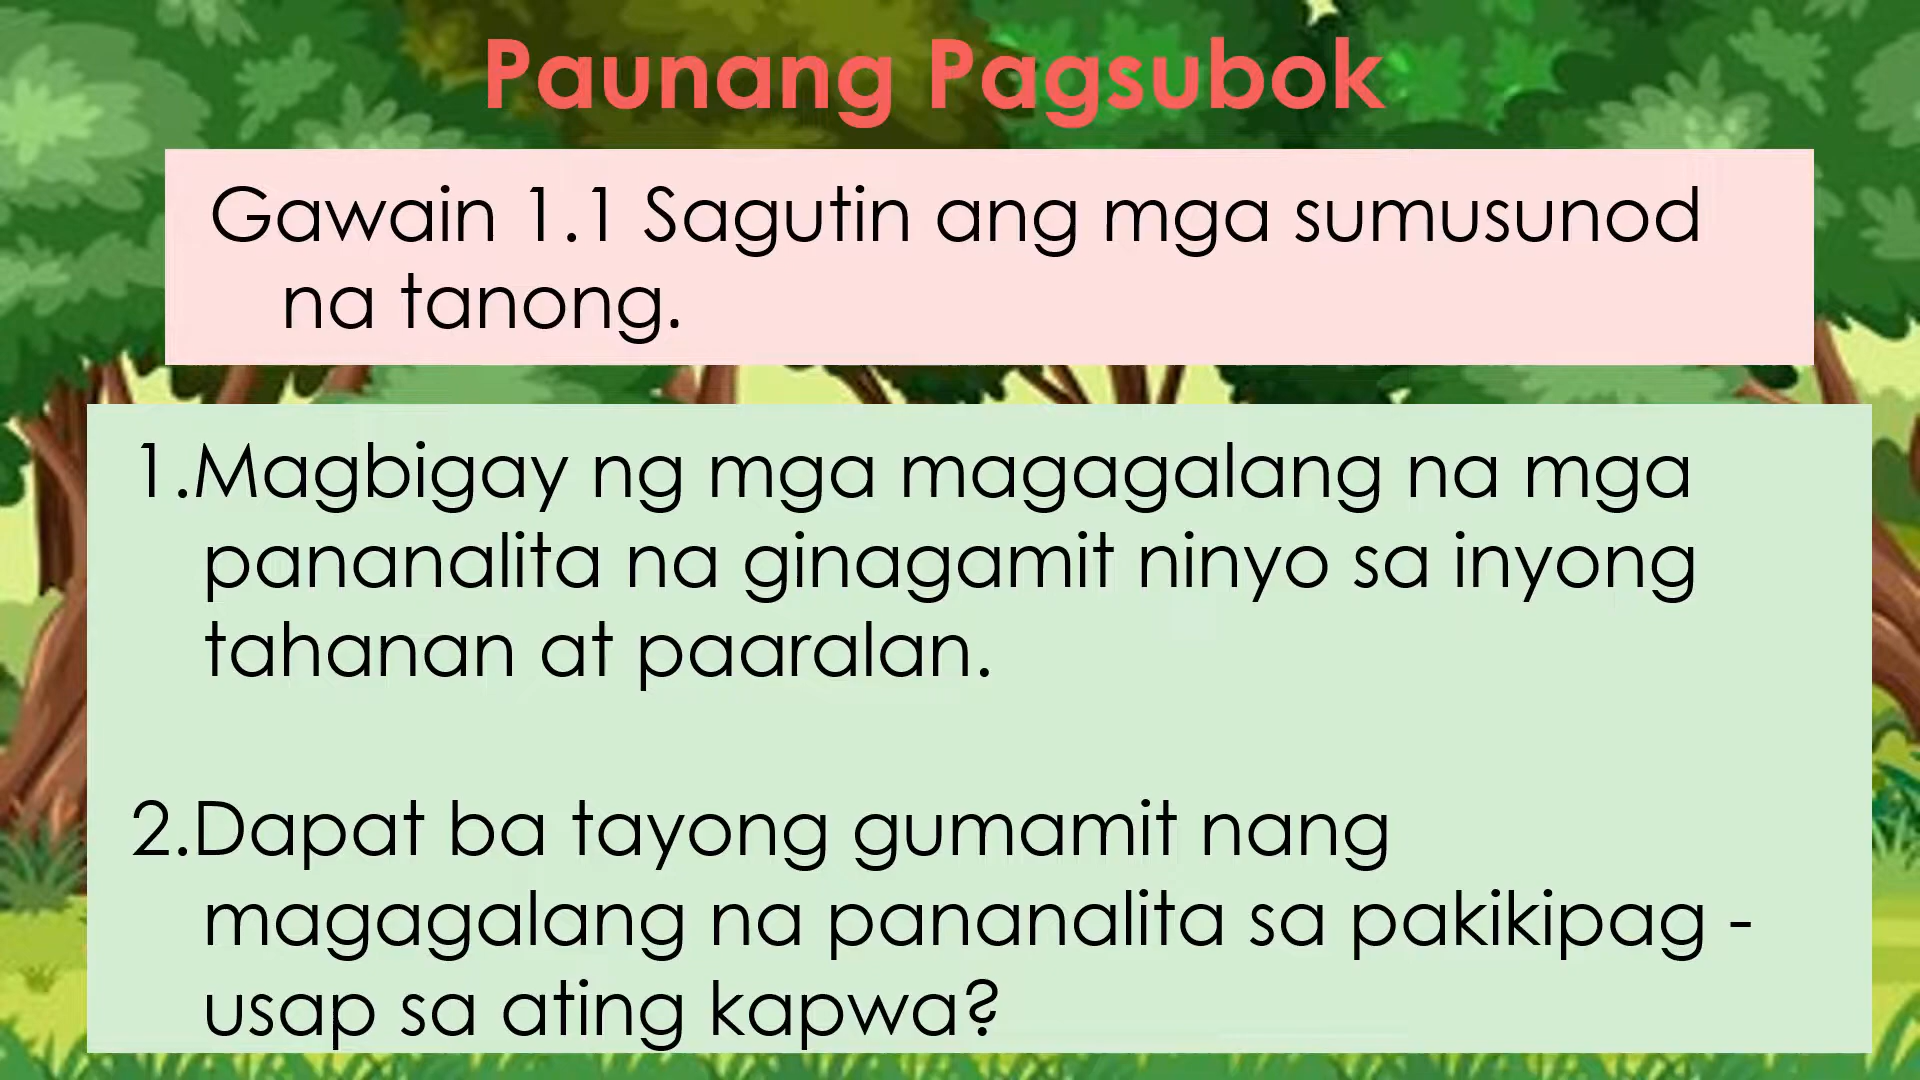 Paunang Pagsubok
Gawain 1.1 Sagutin ang mga sumusunod
na tanong.
1.Magbigay ng mga magagalang na mga
pananalita na ginagamit ninyo sa inyong
tahanan at paaralan.
2.Dapat ba tayong gumamit nang
magagalang na pananalita sa pakikipag -
usap sa ating kapwa?